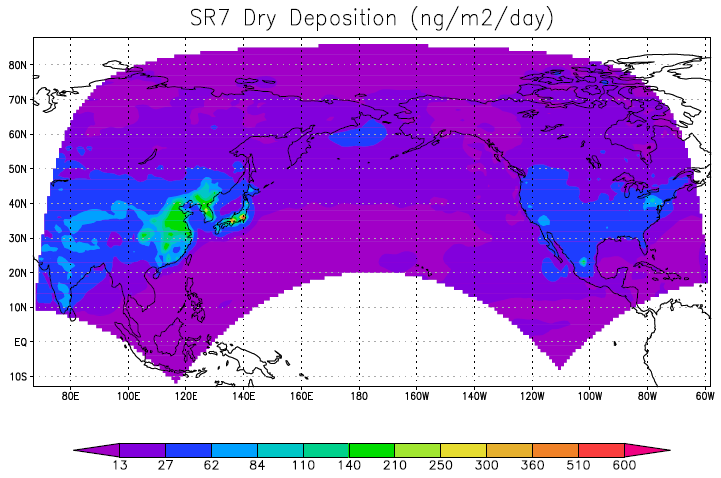 SR7 Dry Deposition (ng/m2/day)
80N
70N
60N
50N
40N
30N
20N
10N
EQ
10S
80E 100E 120E 140E 160E 180 160W 140W 120W 100W 80W 60W
13 27 62 84 110 140 210 250 300 360 510 600